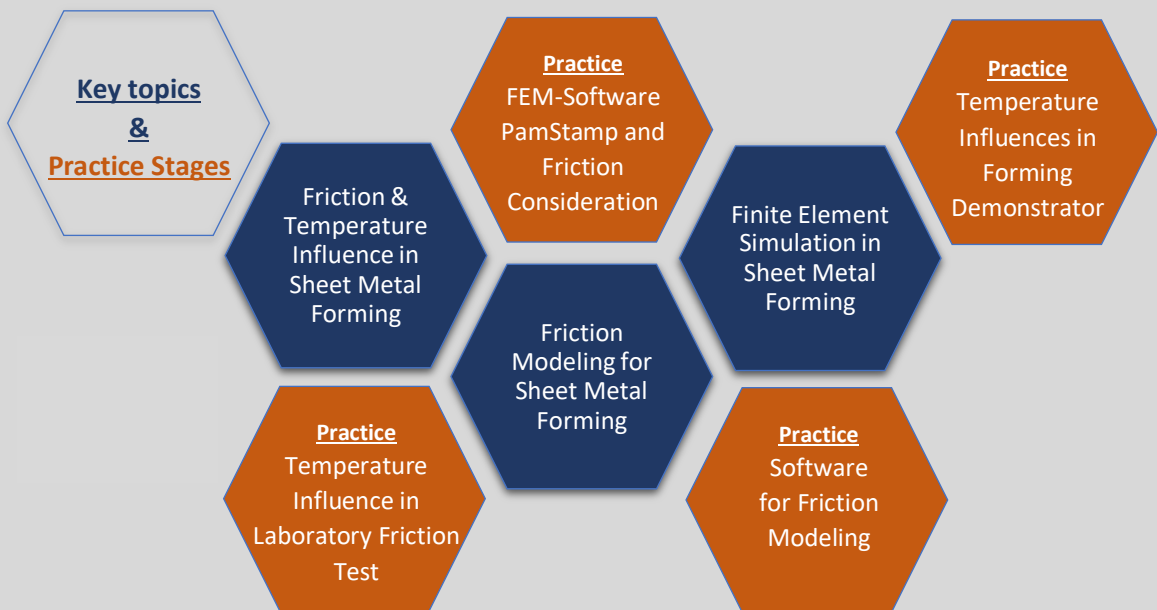 Key topics
&
Practice Stages
Practice
FEM-Software
PamStamp and
Friction
Consideration
Practice
Temperature
Influences in
Forming
Demonstrator
Friction &
Temperature
Influence in
Sheet Metal
Forming
Finite Element
Simulation in
Sheet Metal
Forming
Friction
Modeling for
Sheet Metal
Forming
Practice
Temperature
Influence in
Laboratory Friction
Test
Practice
Software
for Friction
Modeling